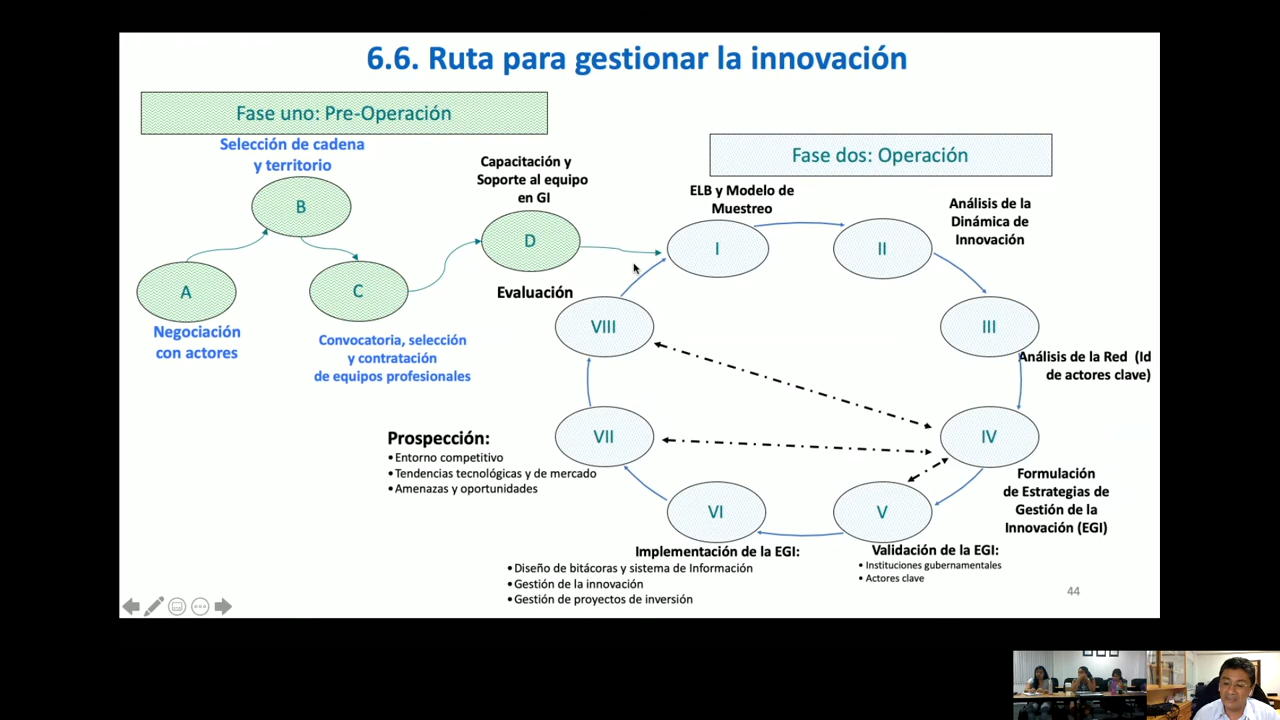 6.6. Ruta para gestionar la innovación
Fase uno: Pre-Operación
Selección de cadena
y territorio
B
A
Negociación
con actores
C
Convocatoria, selección
y contratación
de equipos profesionales
Capacitación y
Soporte al equipo
en GI
D
Fase dos: Operación
ELB y Modelo de
Muestreo
I
II
Análisis de la
Dinámica de
Innovación
III
Análisis de la Red (Id
de actores clave)
IV
Formulación
de Estrategias de
Gestión de la
Innovación (EGI)
V
Validación de la EGI:
• Instituciones gubernamentales
• Actores clave
VI
Implementación de la EGI:
• Diseño de bitácoras y sistema de Información
• Gestión de la innovación
• Gestión de proyectos de inversión
VII
Prospección:
• Entorno competitivo
• Tendencias tecnológicas y de mercado
• Amenazas y oportunidades
Evaluación
VIII
44